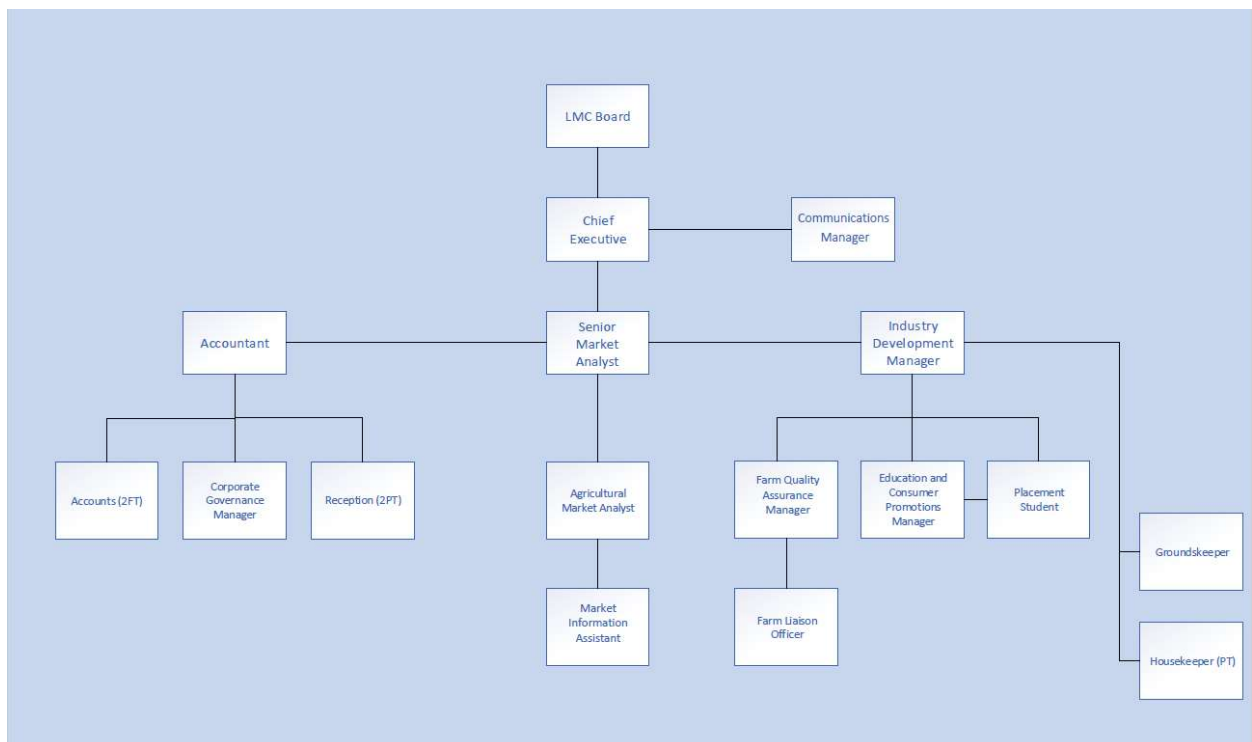 LMC Board
Chief
Executive
Communications
Manager
Accountant
Senior
Market
Analyst
Industry
Development
Manager
Accounts (2FT)
Corporate
Governance
Manager
Reception (2PT)
Agricultural
Market Analyst
Farm Quality
Assurance
Manager
Education and
Consumer
Promotions
Manager
Placement
Student
Groundskeeper
Market
Information
Assistant
Farm Liaison
Officer
Housekeeper (PT)